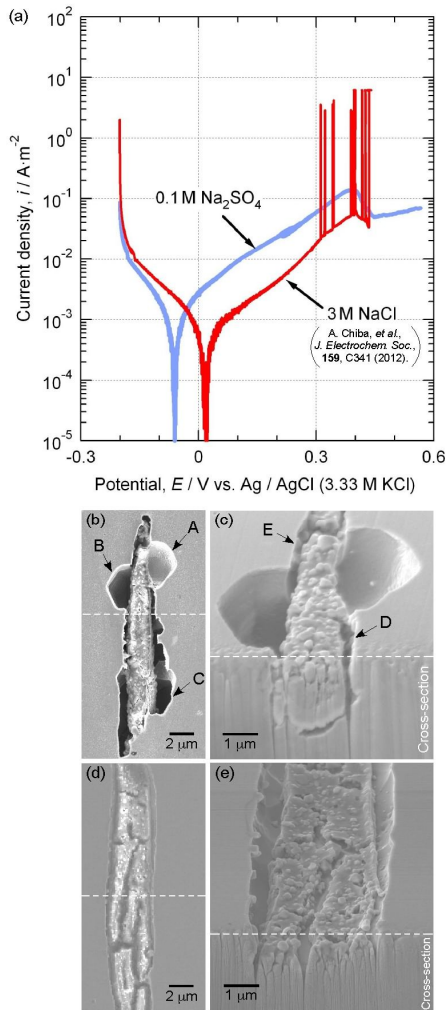 (a)
10²
10¹
10⁰
10⁻¹
10⁻²
10⁻³
10⁻⁴
10⁻⁵
Current density, i / A·m⁻²
0.1 M Na₂SO₄
3 M NaCl
(A. Chiba, et al.,
J. Electrochem. Soc.,
159, C341 (2012).)
-0.3 0 0.3 0.6
Potential, E / V vs. Ag / AgCl (3.33 M KCl)
(b)
A
B
C
2 μm
(c)
E
D
1 μm
Cross-section
(d)
2 μm
(e)
1 μm
Cross-section